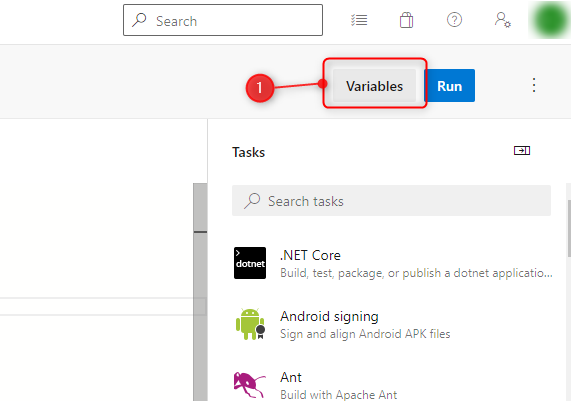 Search
1
Variables
Run
Tasks
Search tasks
dotnet
.NET Core
Build, test, package, or publish a dotnet applicatio...
Android signing
Sign and align Android APK files
Ant
Build with Apache Ant